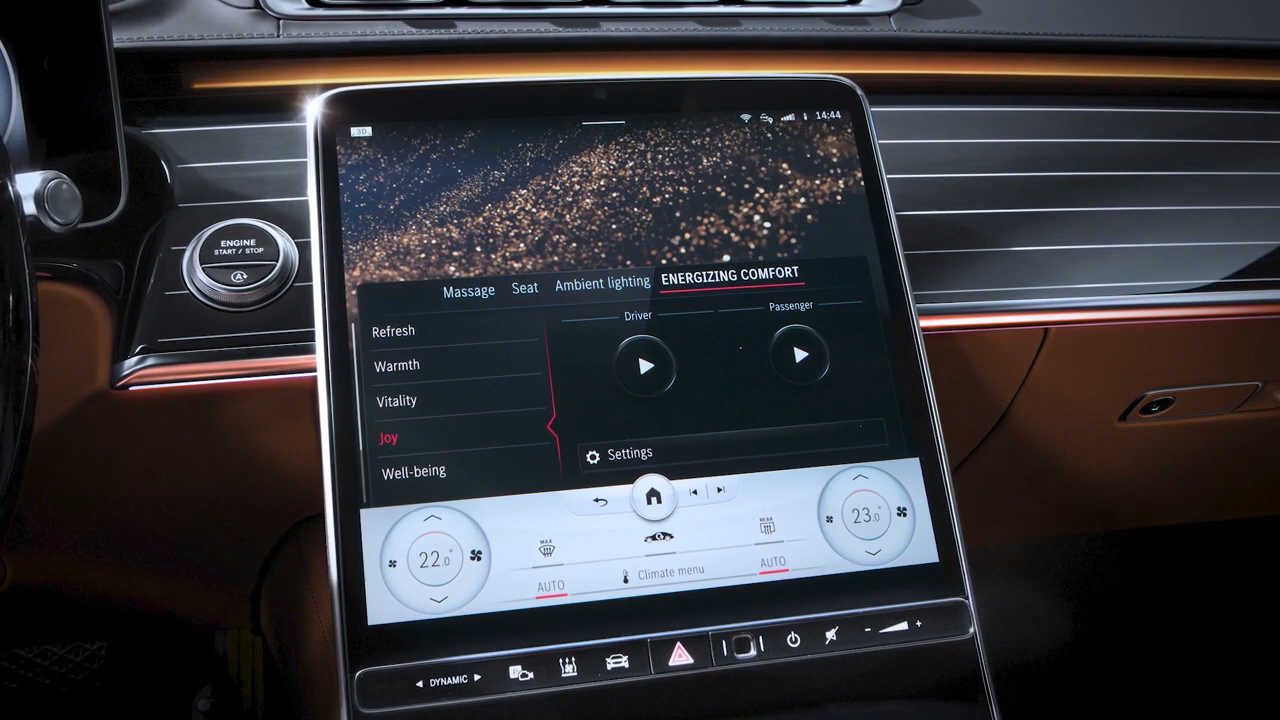 3D
14:44
ENGINE
START / STOP
A
Massage Seat Ambient lighting ENERGIZING COMFORT
Driver Passenger
Refresh
Warmth
Vitality
Joy
Well-being
Settings
MAX REAR
22.0° 23.0°
AUTO Climate menu AUTO
DYNAMIC